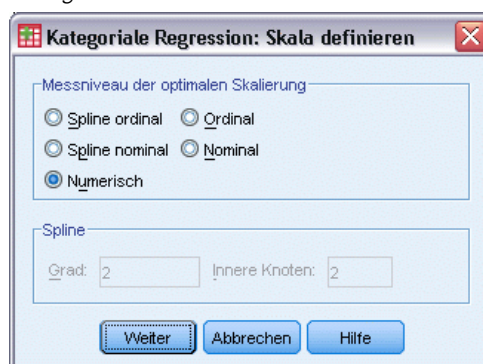 Kategoriale Regression: Skala definieren
Messniveau der optimalen Skalierung
Spline ordinal Ordinal
Spline nominal Nominal
Numerisch
Spline
Grad: 2 Innere Knoten: 2
Weiter Abbrechen Hilfe